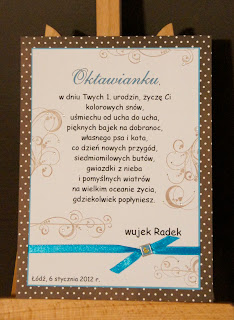 Oktawianku,
w dniu Twych 1. urodzin, życzę Ci
kolorowych snów,
uśmiechu od ucha do ucha,
pięknych bajek na dobranoc,
własnego psa i kota,
co dzień nowych przygód,
siedmiomilowych butów,
gwiazdki z nieba
i pomyślnych wiatrów
na wielkim oceanie życia,
gdziekolwiek popłyniesz.
wujek Radek
Łódź, 6 stycznia 2012 r.